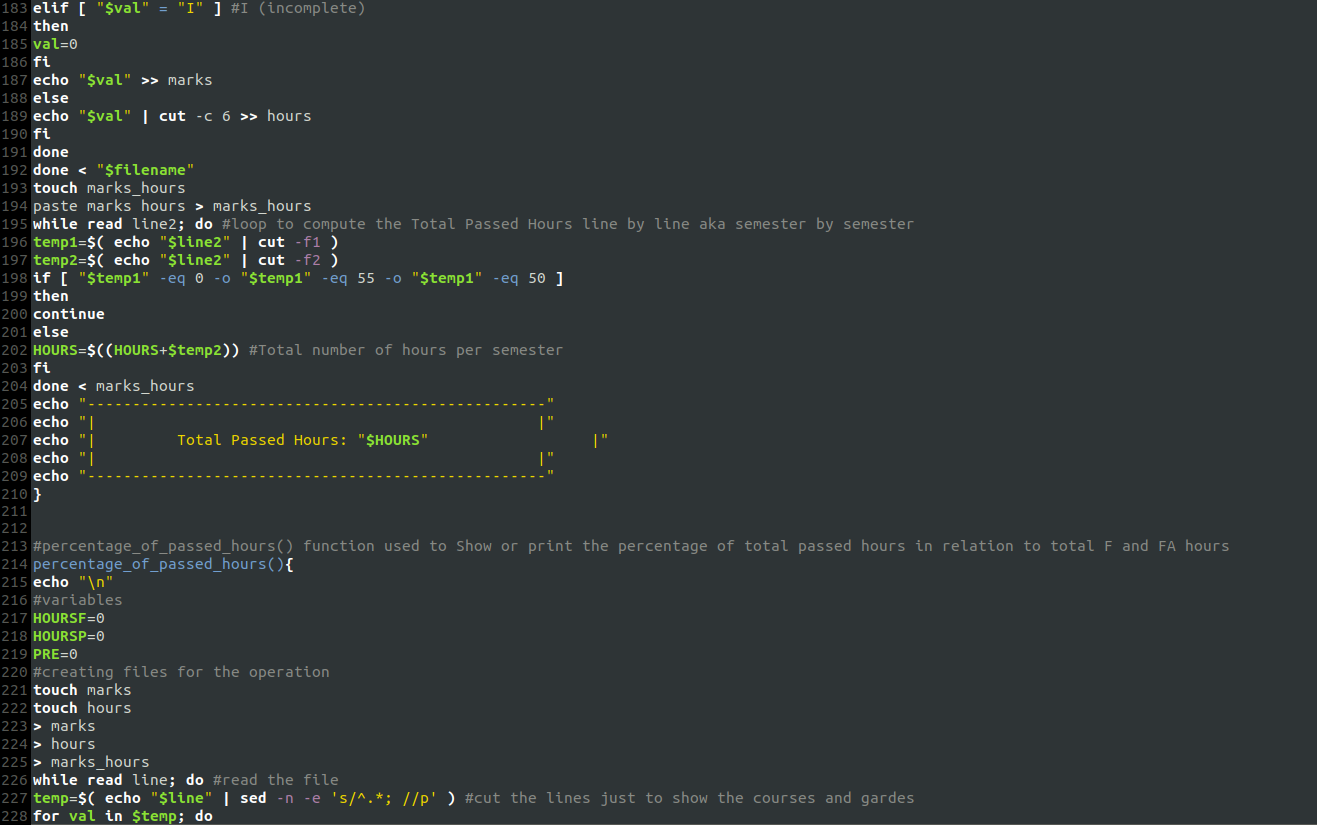 183 elif [ "$val" = "I" ] #I (incomplete)
184 then
185 val=0
186 fi
187 echo "$val" >> marks
188 else
189 echo "$val" | cut -c 6 >> hours
190 fi
191 done
192 done < "$filename"
193 touch marks_hours
194 paste marks hours > marks_hours
195 while read line2; do #loop to compute the Total Passed Hours line by line aka semester by semester
196 temp1=$( echo "$line2" | cut -f1 )
197 temp2=$( echo "$line2" | cut -f2 )
198 if [ "$temp1" -eq 0 -o "$temp1" -eq 55 -o "$temp1" -eq 50 ]
199 then
200 continue
201 else
202 HOURS=$((HOURS+$temp2)) #Total number of hours per semester
203 fi
204 done < marks_hours
205 echo "---------------------------------------------------"
206 echo "|                                                 |"
207 echo "|         Total Passed Hours: "$HOURS"                  |"
208 echo "|                                                 |"
209 echo "---------------------------------------------------"
210 }
211
212
213 #percentage_of_passed_hours() function used to Show or print the percentage of total passed hours in relation to total F and FA hours
214 percentage_of_passed_hours(){
215 echo "\n"
216 #variables
217 HOURSF=0
218 HOURSP=0
219 PRE=0
220 #creating files for the operation
221 touch marks
222 touch hours
223 > marks
224 > hours
225 > marks_hours
226 while read line; do #read the file
227 temp=$( echo "$line" | sed -n -e 's/^.*; //p' ) #cut the lines just to show the courses and gardes
228 for val in $temp; do